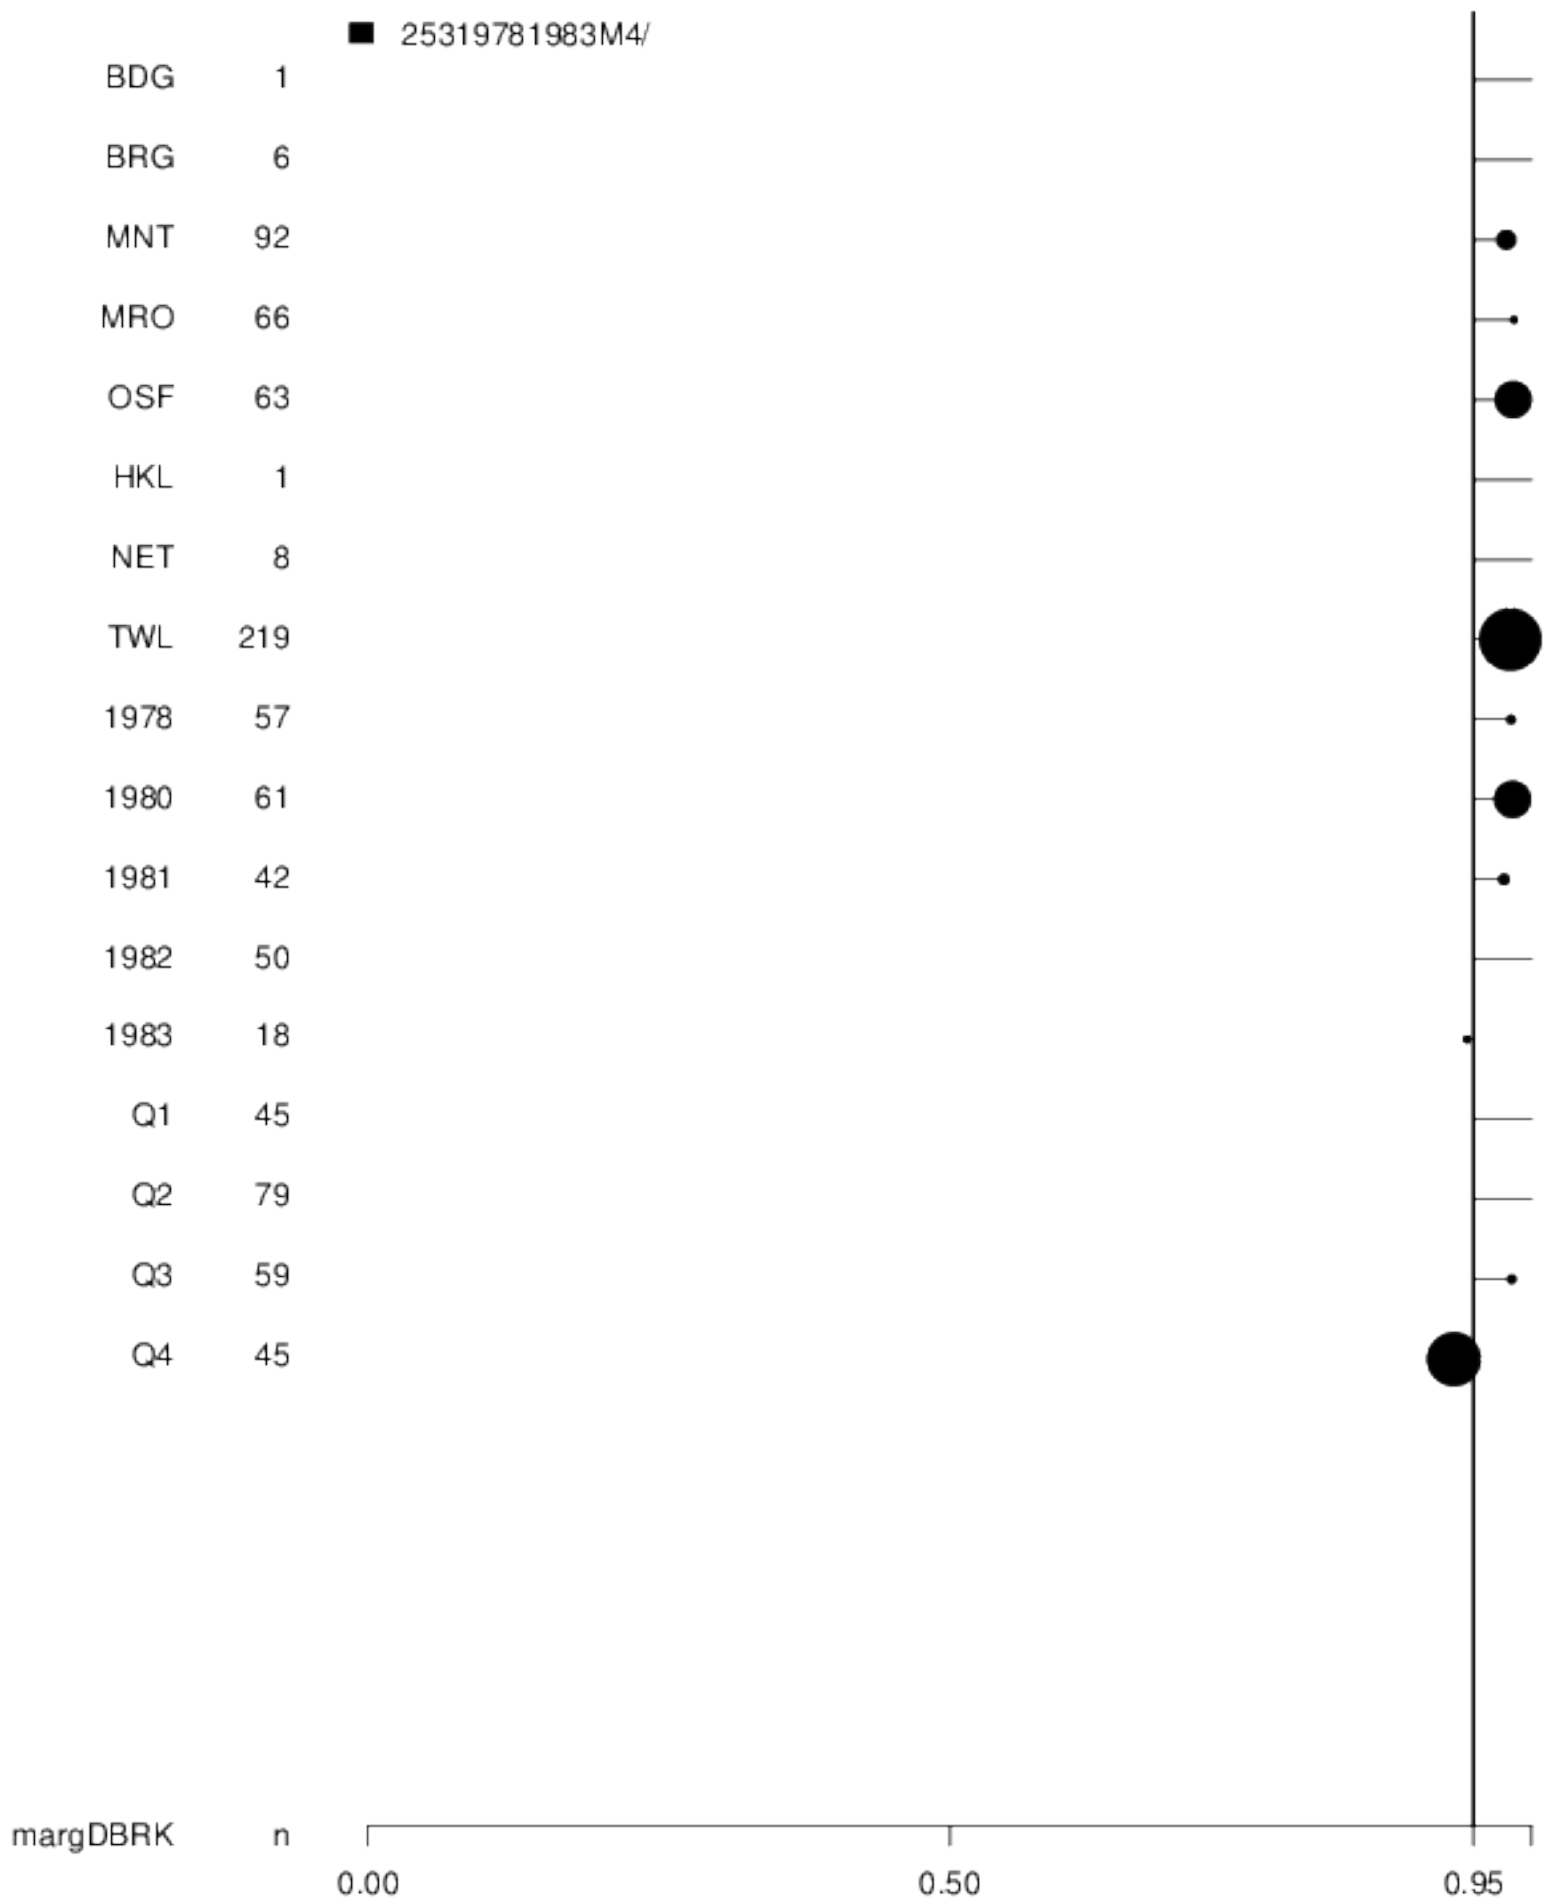 25319781983M4/
BDG 1
BRG 6
MNT 92
MRO 66
OSF 63
HKL 1
NET 8
TWL 219
1978 57
1980 61
1981 42
1982 50
1983 18
Q1 45
Q2 79
Q3 59
Q4 45
margDBRK n
0.00 0.50 0.95